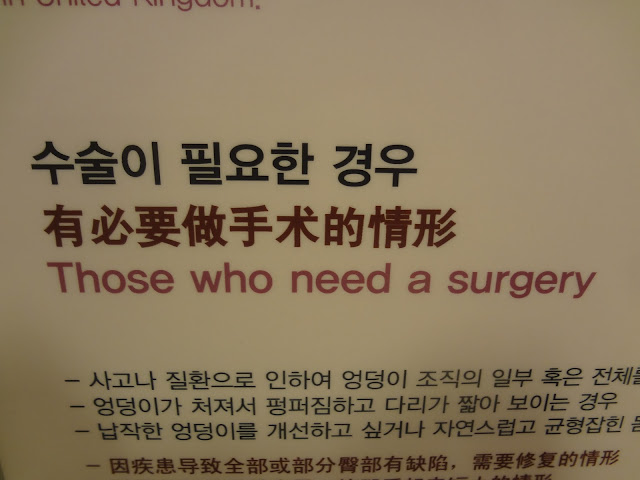 in United Kingdom.
수술이 필요한 경우
有必要做手术的情形
Those who need a surgery
- 사고나 질환으로 인하여 엉덩이 조직의 일부 혹은 전체를
- 엉덩이가 처져서 펑퍼짐하고 다리가 짧아 보이는 경우
- 납작한 엉덩이를 개선하고 싶거나 자연스럽고 균형잡힌
- 因疾患导致全部或部分臀部有缺陷，需要修复的情形